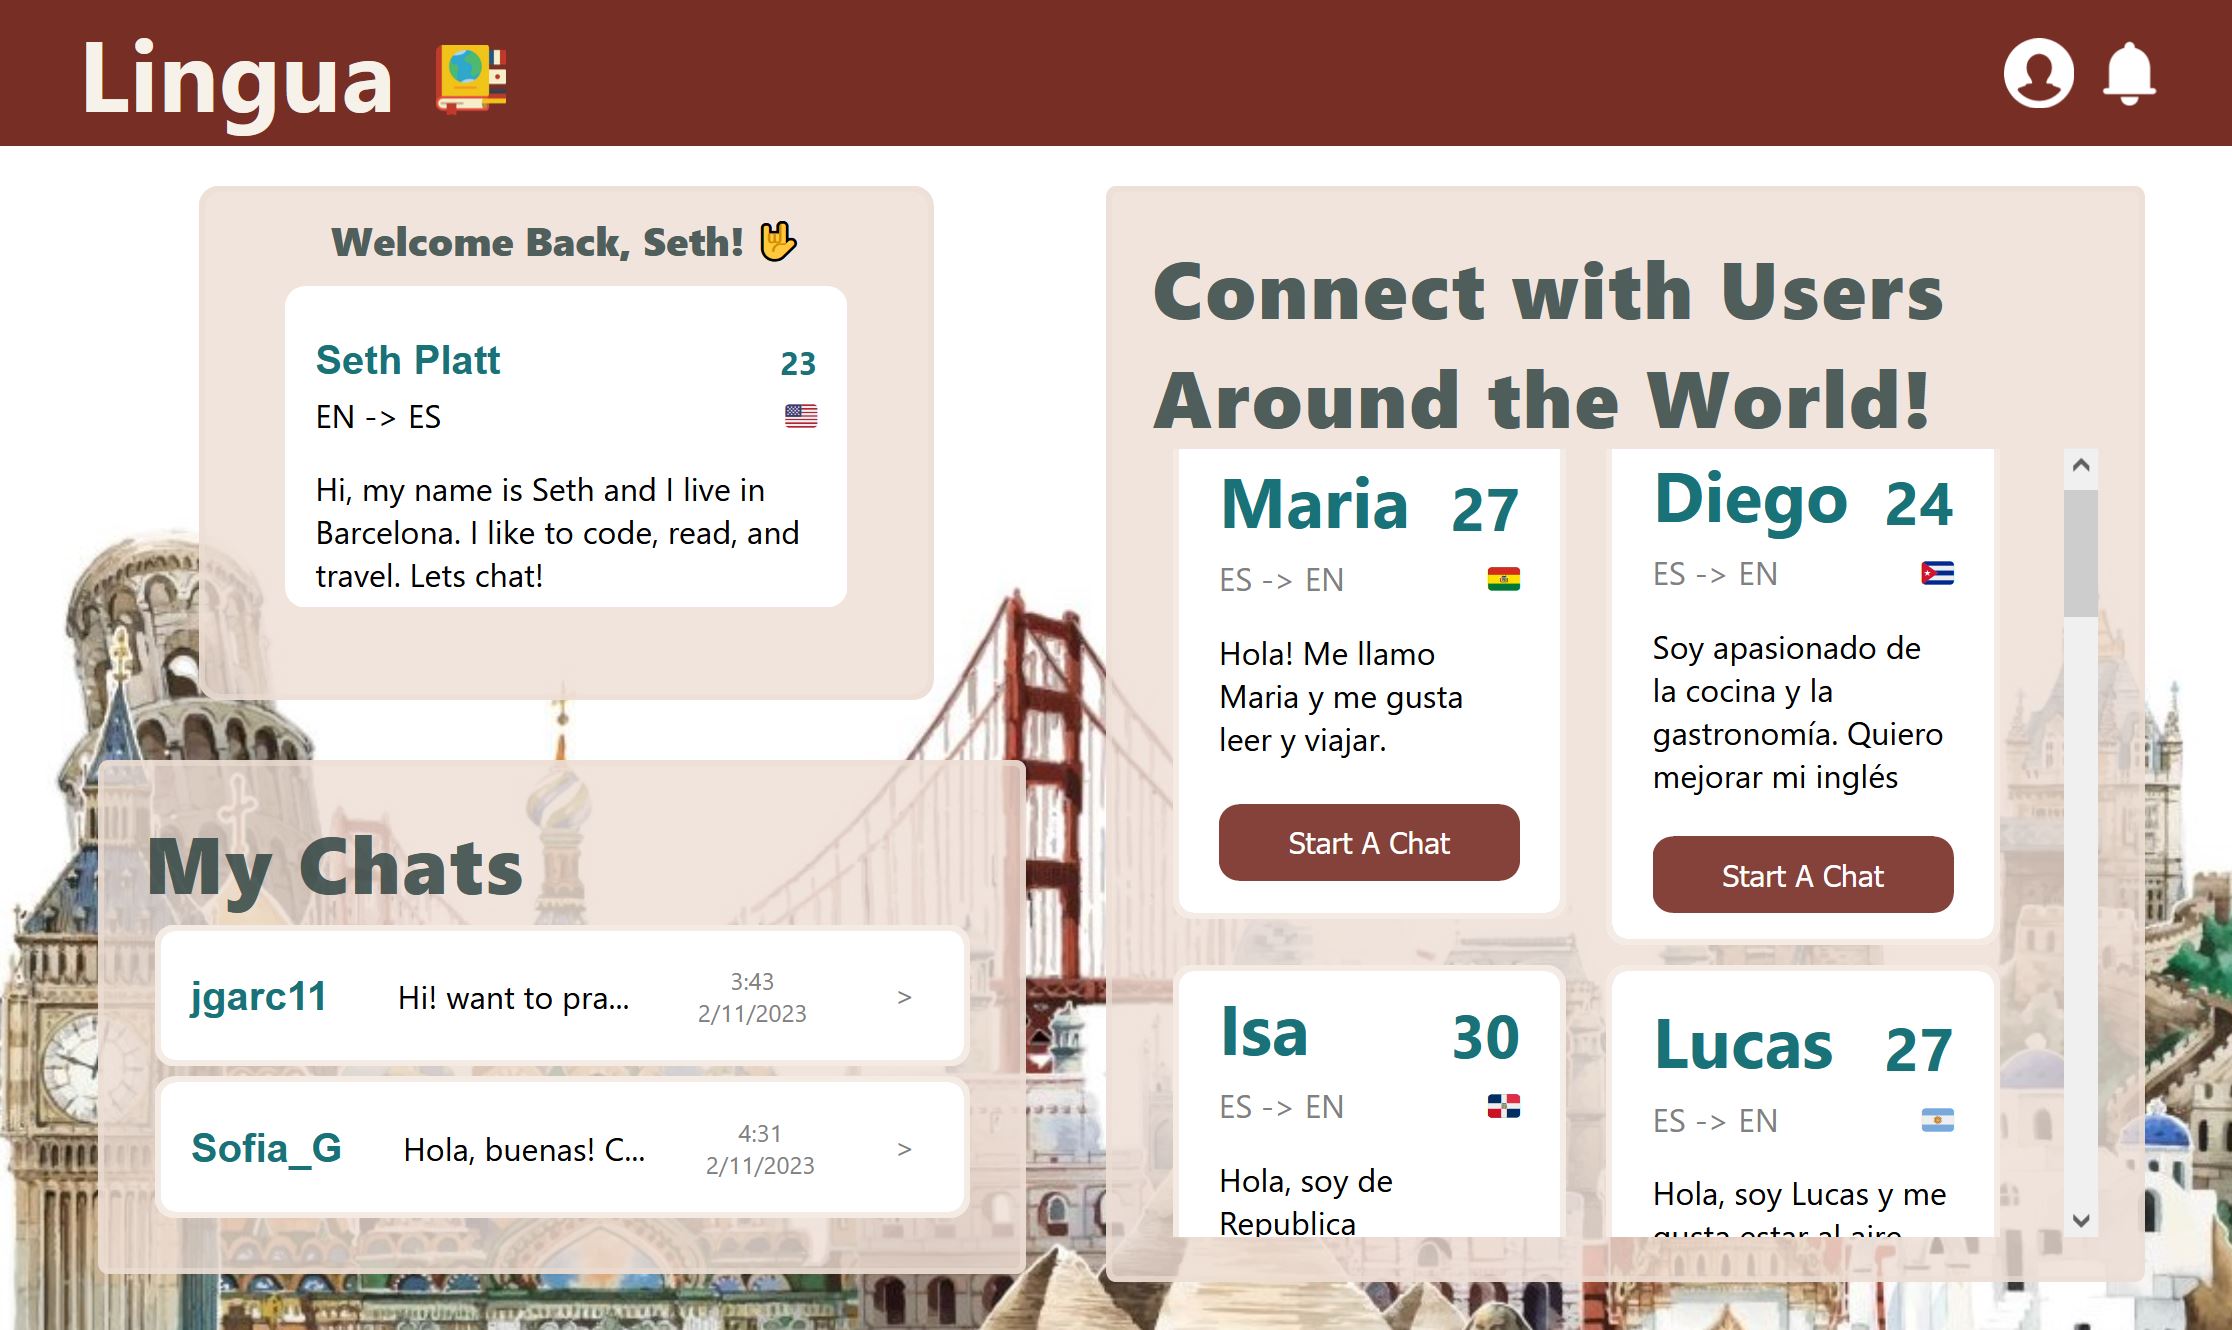 Lingua
Welcome Back, Seth!
Seth Platt 23
EN -> ES
Hi, my name is Seth and I live in
Barcelona. I like to code, read, and
travel. Lets chat!
My Chats
jgarc11 Hi! want to pra... 3:43 2/11/2023 >
Sofia_G Hola, buenas! C... 4:31 2/11/2023 >
Connect with Users
Around the World!
Maria 27
ES -> EN
Hola! Me llamo
Maria y me gusta
leer y viajar.
Start A Chat
Diego 24
ES -> EN
Soy apasionado de
la cocina y la
gastronomía. Quiero
mejorar mi inglés
Start A Chat
Isa 30
ES -> EN
Hola, soy de
Republica
Lucas 27
ES -> EN
Hola, soy Lucas y me
gusta estar al aire